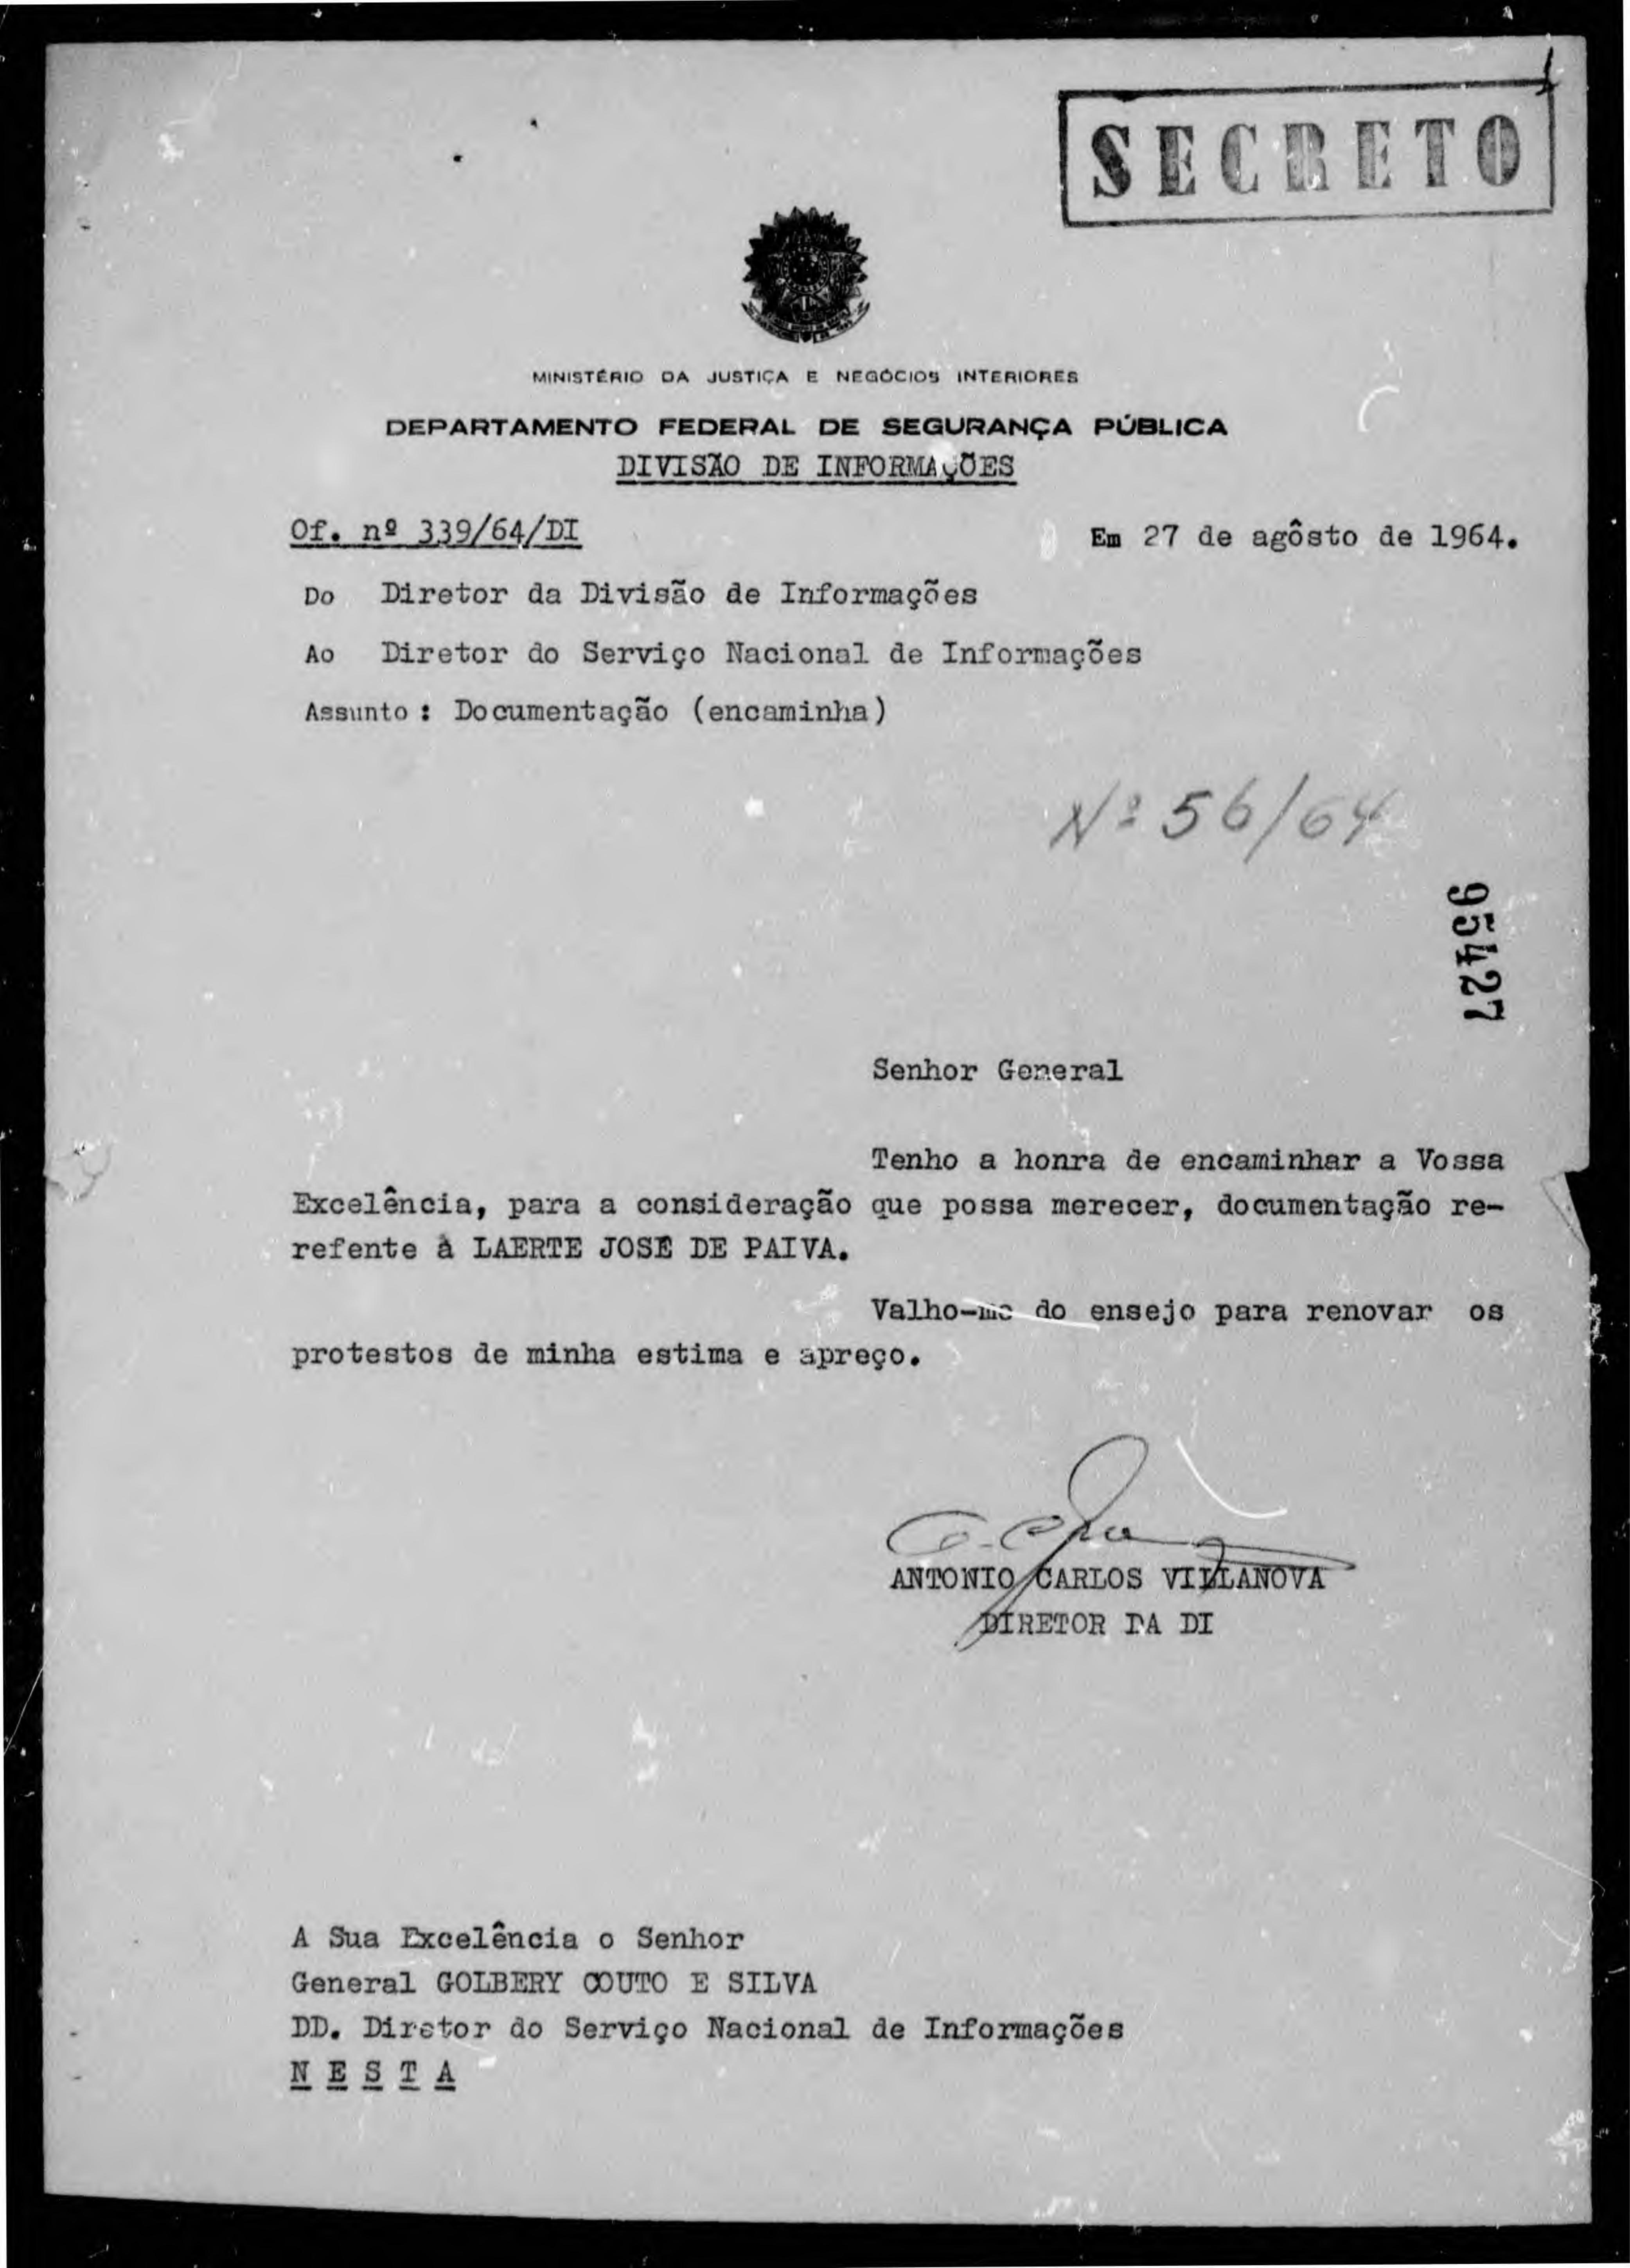 1
SECRETO
MINISTÉRIO DA JUSTIÇA E NEGÓCIOS INTERIORES
DEPARTAMENTO FEDERAL DE SEGURANÇA PÚBLICA
DIVISÃO DE INFORMAÇÕES
Of. nº 339/64/DI Em 27 de agôsto de 1964.
Do Diretor da Divisão de Informações
Ao Diretor do Serviço Nacional de Informações
Assunto : Documentação (encaminha)
Nº 56/64
95427
Senhor General
Tenho a honra de encaminhar a Vossa
Excelência, para a consideração que possa merecer, documentação re-
refente à LAERTE JOSÉ DE PAIVA.
Valho-me do ensejo para renovar os
protestos de minha estima e apreço.
ANTONIO CARLOS VILLANOVA
DIRETOR DA DI
A Sua Excelência o Senhor
General GOLBERY COUTO E SILVA
DD. Diretor do Serviço Nacional de Informações
N E S T A